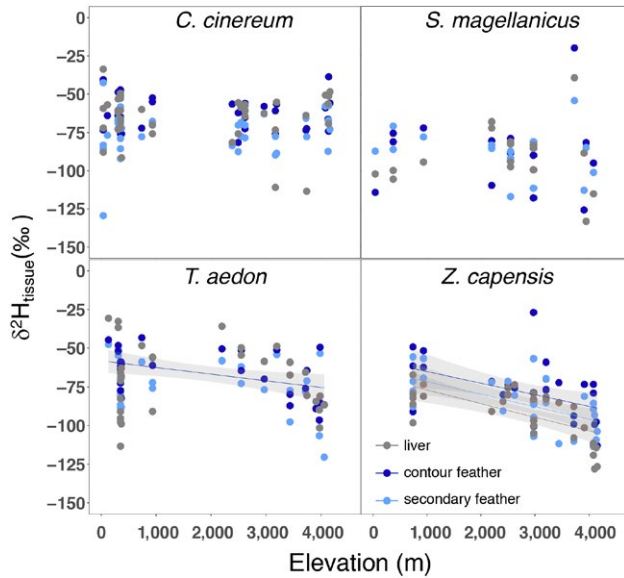 C. cinereum
S. magellanicus
0
−25
−50
−75
−100
−125
−150
T. aedon
Z. capensis
0
−25
−50
−75
−100
−125
−150
δ²H tissue (‰)
liver
contour feather
secondary feather
0 1,000 2,000 3,000 4,000
0 1,000 2,000 3,000 4,000
Elevation (m)